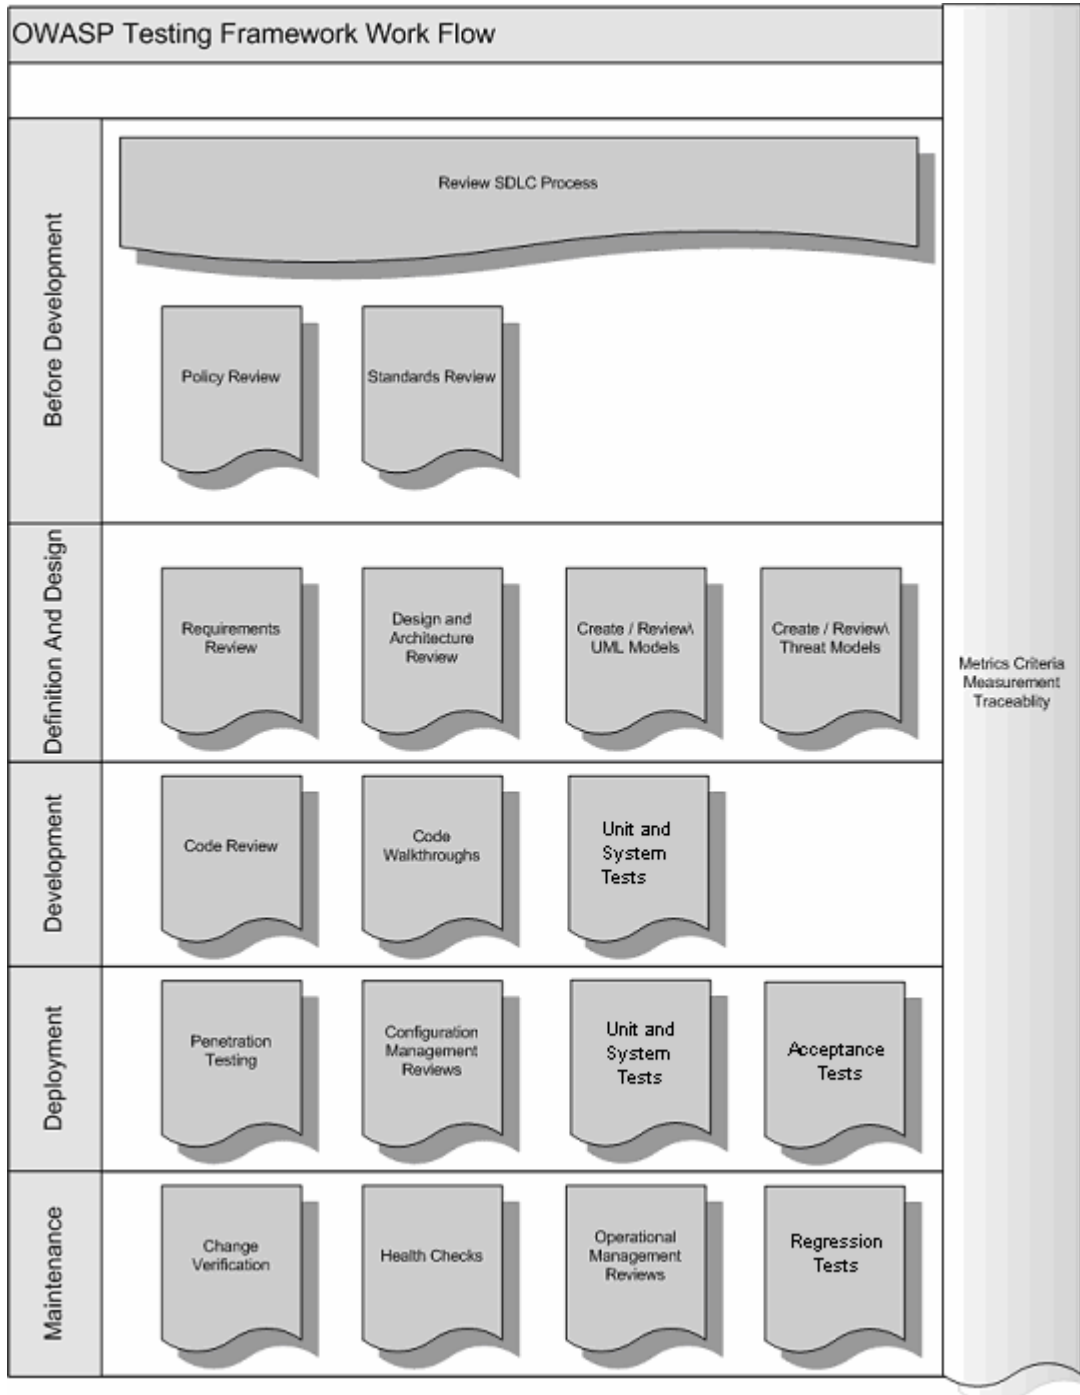 OWASP Testing Framework Work Flow
Before Development
Review SDLC Process
Policy Review
Standards Review
Definition And Design
Requirements
Review
Design and
Architecture
Review
Create / Review\
UML Models
Create / Review\
Threat Models
Metrics Criteria
Measurement
Traceablity
Development
Code Review
Code
Walkthroughs
Unit and
System
Tests
Deployment
Penetration
Testing
Configuration
Management
Reviews
Unit and
System
Tests
Acceptance
Tests
Maintenance
Change
Verification
Health Checks
Operational
Management
Reviews
Regression
Tests